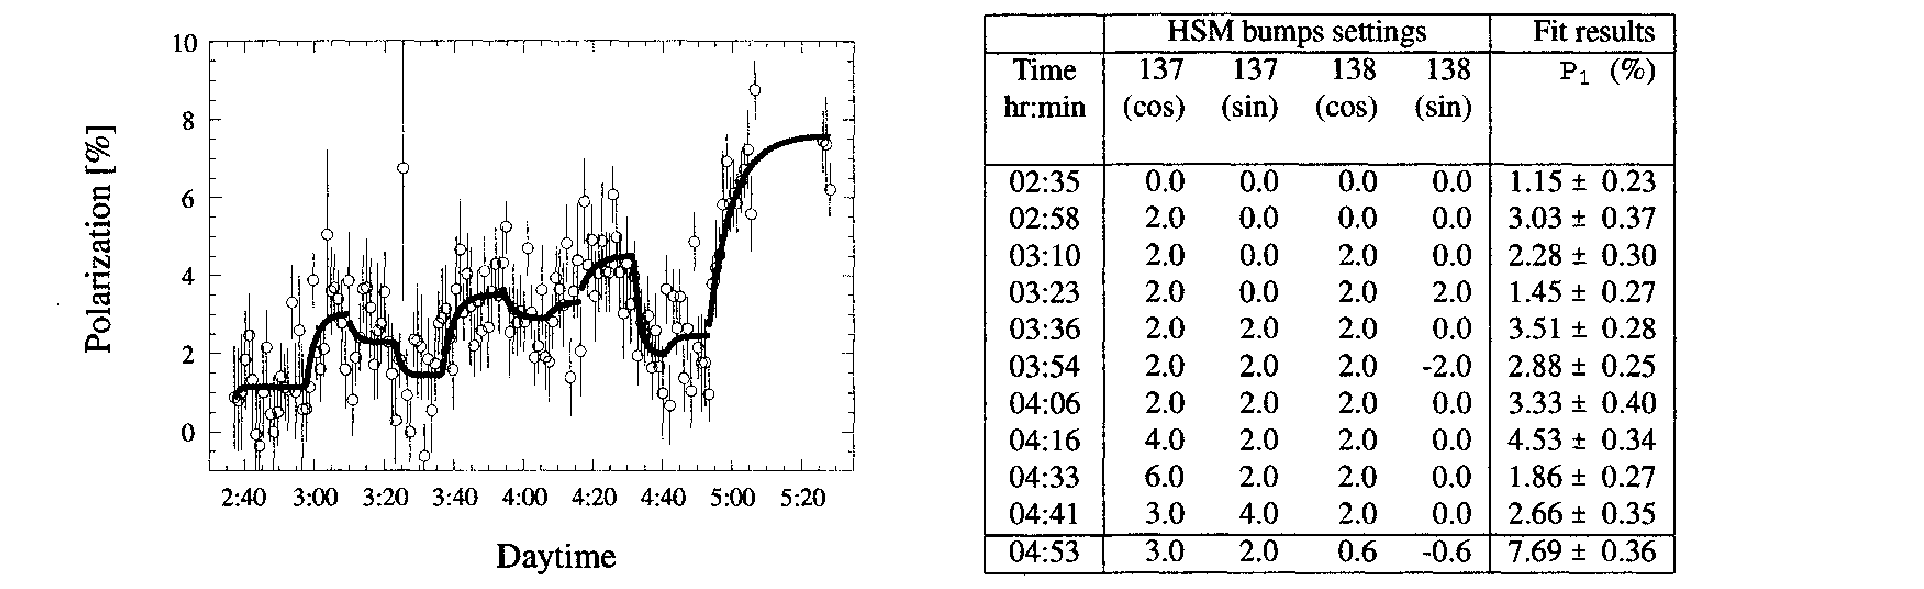 10
8
6
4
2
0
Polarization [%]
2:40 3:00 3:20 3:40 4:00 4:20 4:40 5:00 5:20
Daytime
HSM bumps settings Fit results
Time 137 137 138 138 P1 (%)
hr:min (cos) (sin) (cos) (sin)
02:35 0.0 0.0 0.0 0.0 1.15 ± 0.23
02:58 2.0 0.0 0.0 0.0 3.03 ± 0.37
03:10 2.0 0.0 2.0 0.0 2.28 ± 0.30
03:23 2.0 0.0 2.0 2.0 1.45 ± 0.27
03:36 2.0 2.0 2.0 0.0 3.51 ± 0.28
03:54 2.0 2.0 2.0 -2.0 2.88 ± 0.25
04:06 2.0 2.0 2.0 0.0 3.33 ± 0.40
04:16 4.0 2.0 2.0 0.0 4.53 ± 0.34
04:33 6.0 2.0 2.0 0.0 1.86 ± 0.27
04:41 3.0 4.0 2.0 0.0 2.66 ± 0.35
04:53 3.0 2.0 0.6 -0.6 7.69 ± 0.36